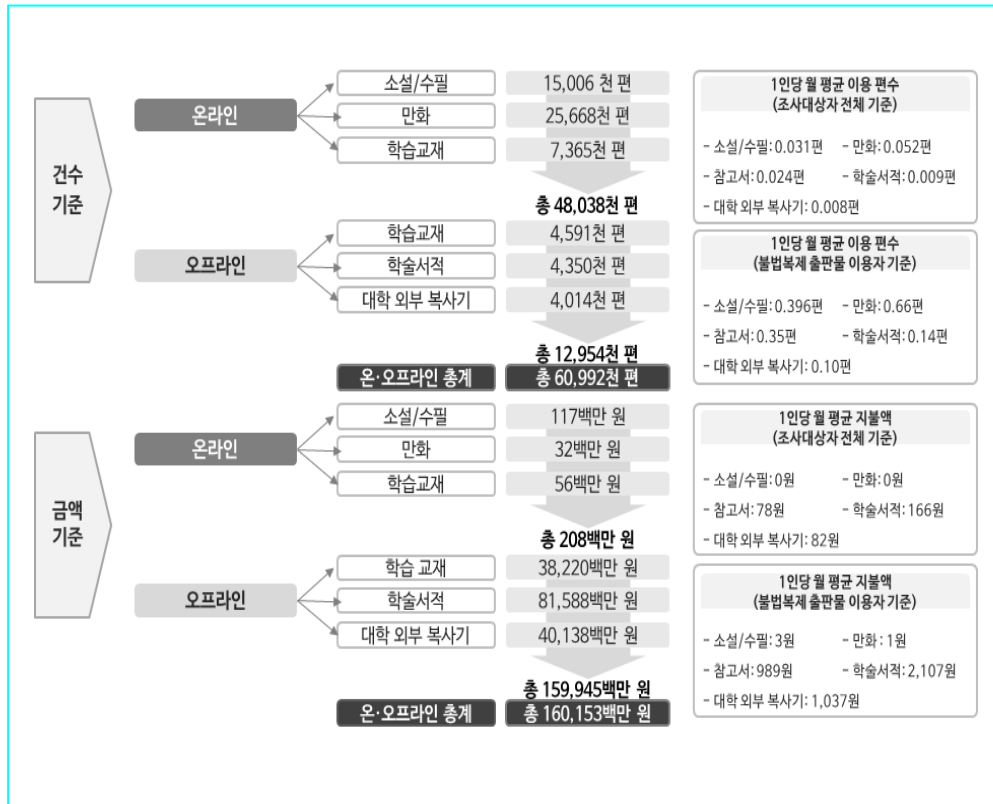 건수
기준
온라인
소설/수필
15,006 천 편
만화
25,668천 편
학습교재
7,365천 편
총 48,038천 편
오프라인
학습교재
4,591천 편
학술서적
4,350천 편
대학 외부 복사기
4,014천 편
총 12,954천 편
온·오프라인 총계
총 60,992천 편
1인당 월 평균 이용 편수
(조사대상자 전체 기준)
- 소설/수필: 0.031편 - 만화: 0.052편
- 참고서: 0.024편 - 학술서적: 0.009편
- 대학 외부 복사기: 0.008편
1인당 월 평균 이용 편수
(불법복제 출판물 이용자 기준)
- 소설/수필: 0.396편 - 만화: 0.66편
- 참고서: 0.35편 - 학술서적: 0.14편
- 대학 외부 복사기: 0.10편
금액
기준
온라인
소설/수필
117백만 원
만화
32백만 원
학습교재
56백만 원
총 208백만 원
오프라인
학습 교재
38,220백만 원
학술서적
81,588백만 원
대학 외부 복사기
40,138백만 원
총 159,945백만 원
온·오프라인 총계
총 160,153백만 원
1인당 월 평균 지불액
(조사대상자 전체 기준)
- 소설/수필: 0원 - 만화: 0원
- 참고서: 78원 - 학술서적: 166원
- 대학 외부 복사기: 82원
1인당 월 평균 지불액
(불법복제 출판물 이용자 기준)
- 소설/수필: 3원 - 만화 : 1원
- 참고서: 989원 - 학술서적: 2,107원
- 대학 외부 복사기: 1,037원